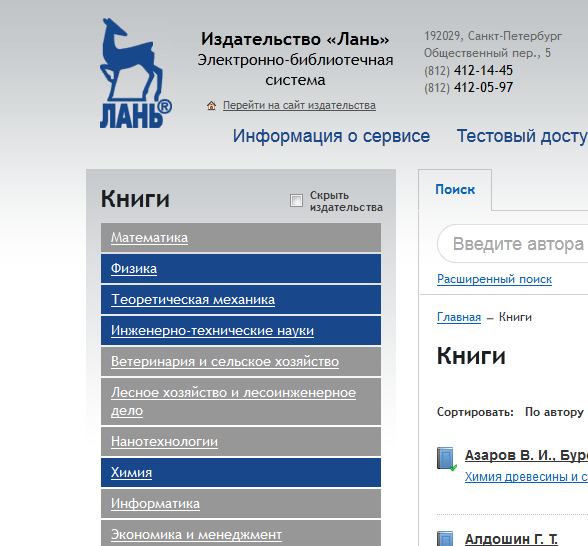 Издательство «Лань»
Электронно-библиотечная
система
Перейти на сайт издательства
192029, Санкт-Петербург
Общественный пер., 5
(812) 412-14-45
(812) 412-05-97
ЛАНЬ®
Информация о сервисе Тестовый досту
Книги
Скрыть
издательства
Математика
Физика
Теоретическая механика
Инженерно-технические науки
Ветеринария и сельское хозяйство
Лесное хозяйство и лесоинженерное
дело
Нанотехнологии
Химия
Информатика
Экономика и менеджмент
Поиск
Введите автора
Расширенный поиск
Главная – Книги
Книги
Сортировать: По автору
Азаров В. И., Буро
Химия древесины и с
Алдошин Г. Т.